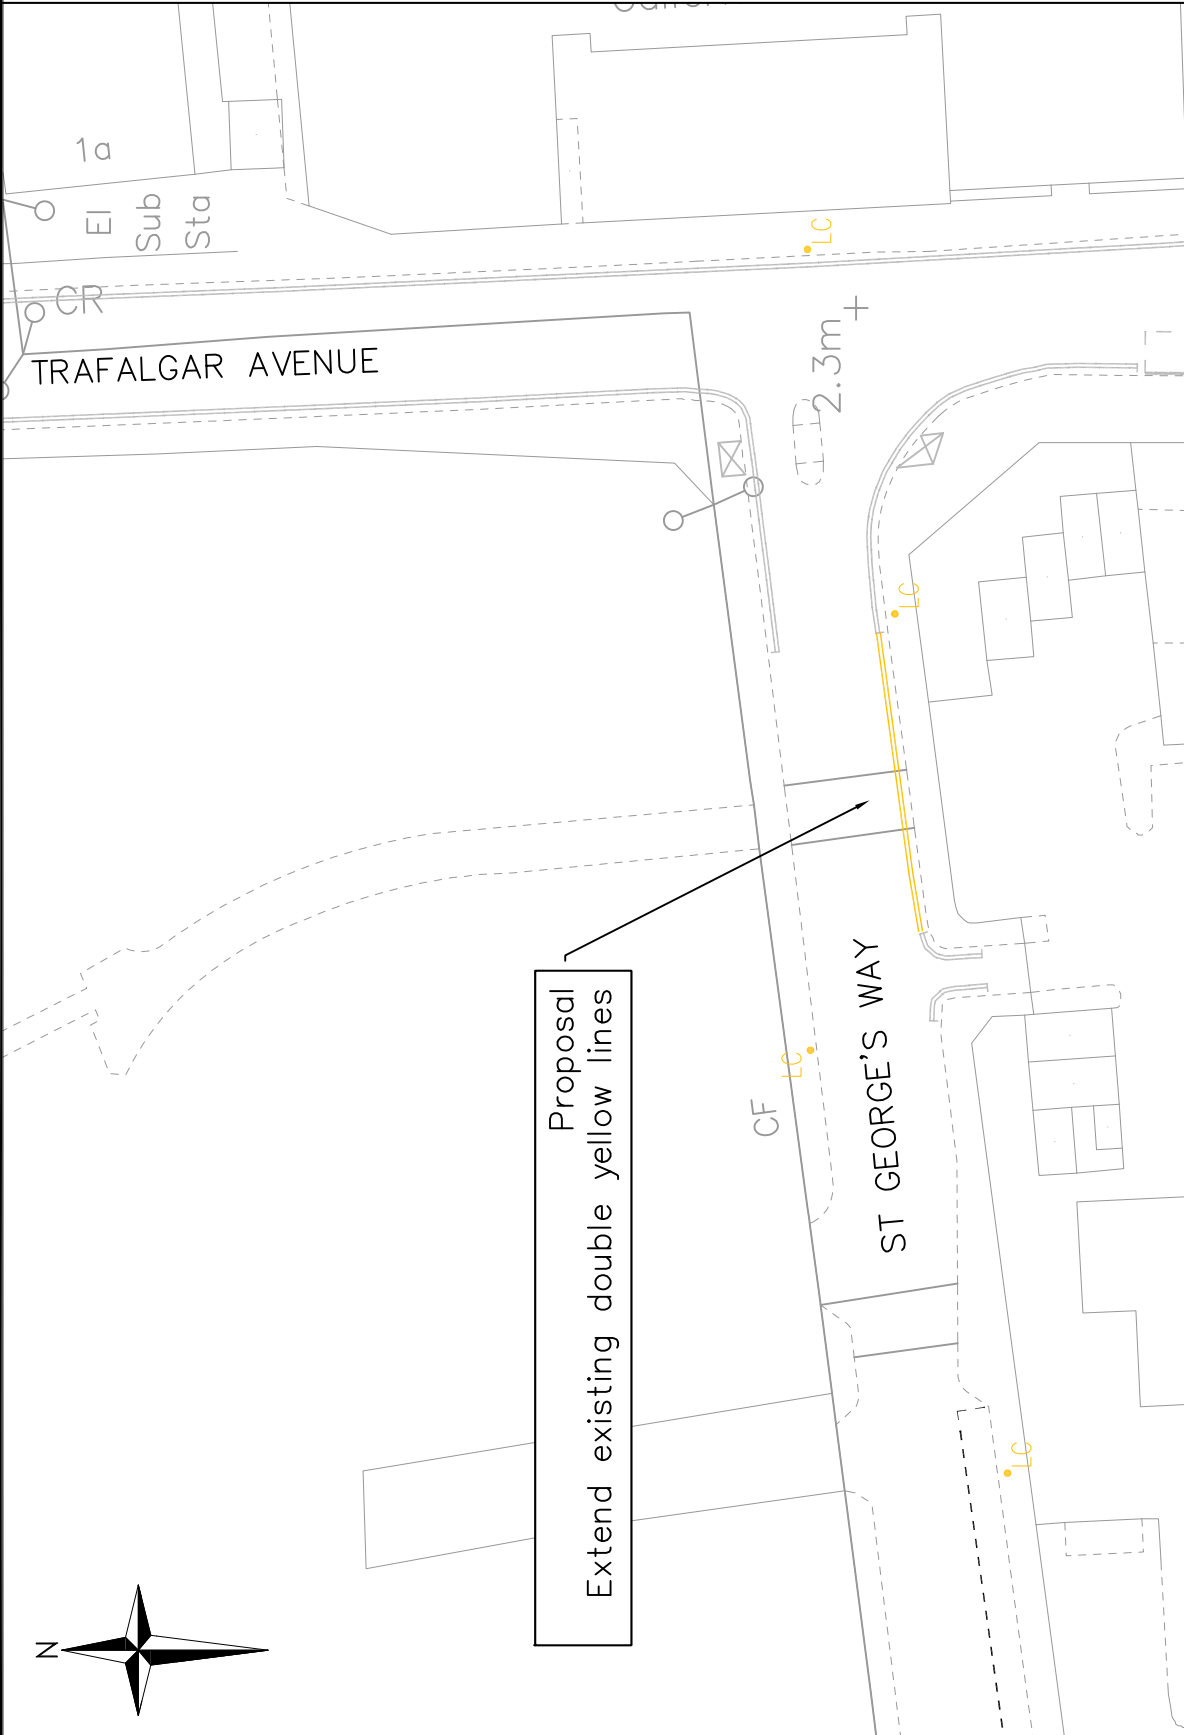 1a
El
Sub
Sta
CR
TRAFALGAR AVENUE
LC
2.3m
LC
Proposal
Extend existing double yellow lines
ST GEORGE'S WAY
LC
CF
LC
N